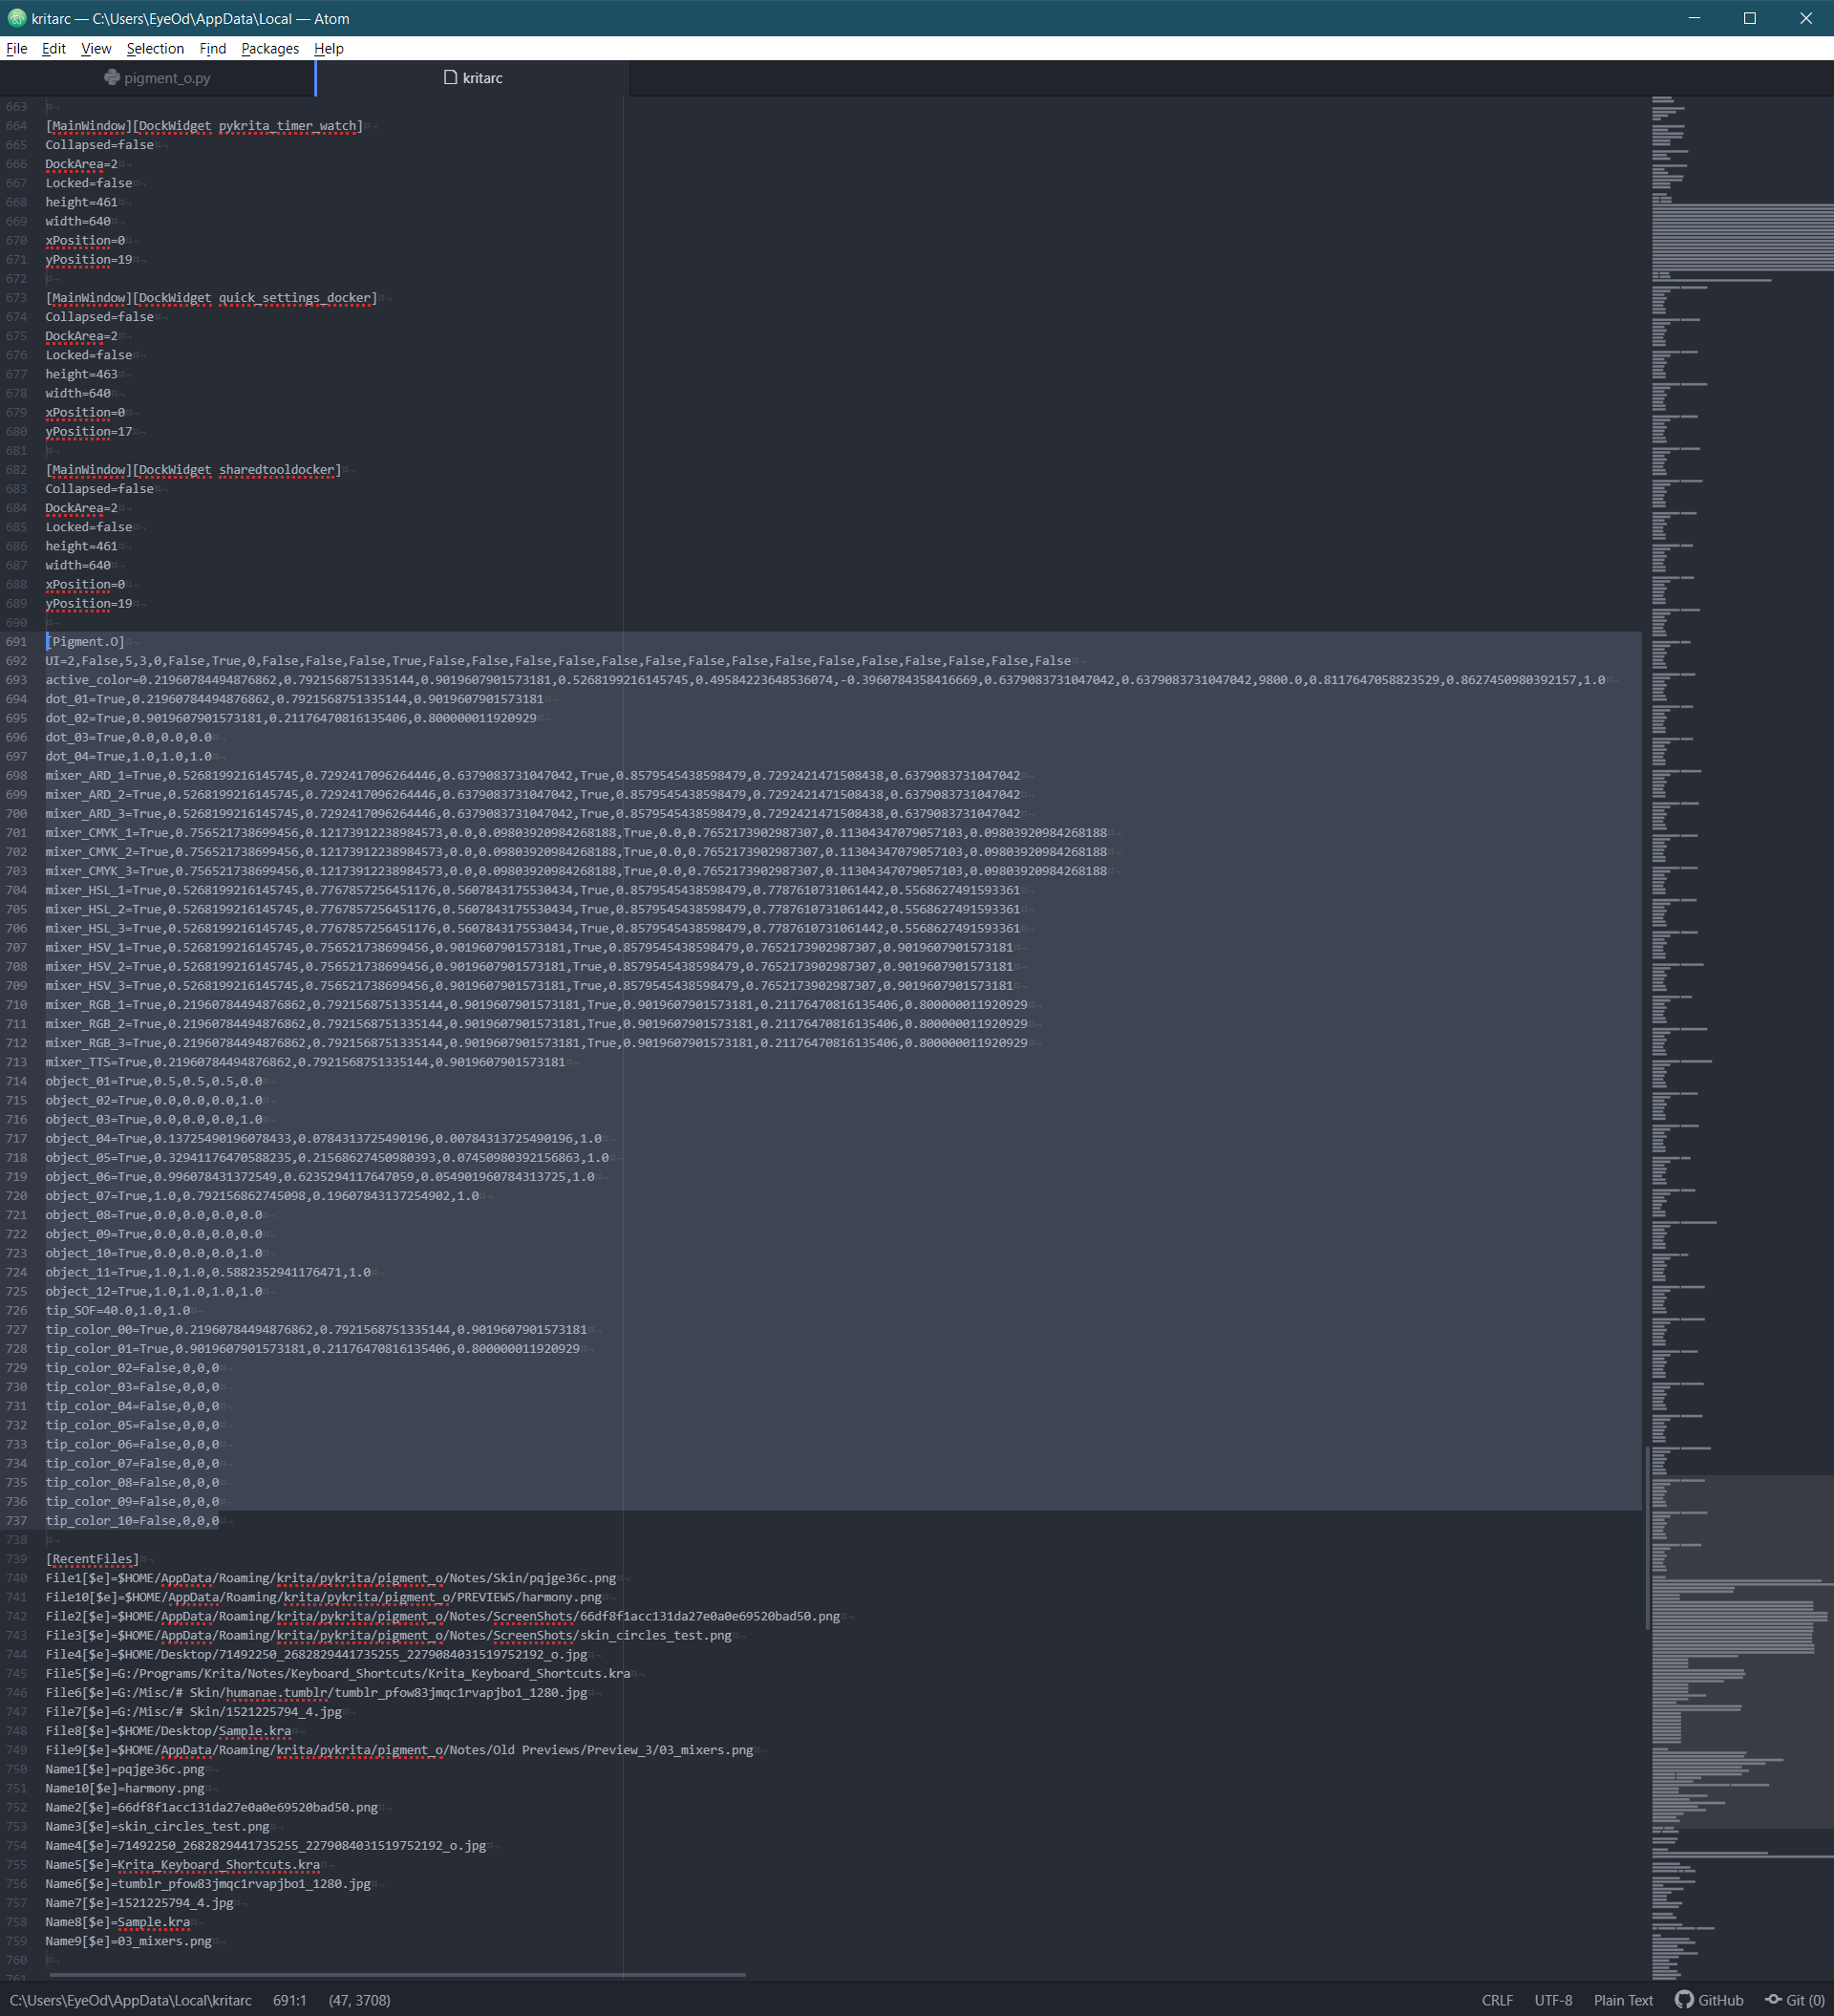 kritarc — C:\Users\EyeOd\AppData\Local — Atom
File Edit View Selection Find Packages Help
pigment_o.py kritarc
663
664 [MainWindow][DockWidget pykrita_timer_watch]
665 Collapsed=false
666 DockArea=2
667 Locked=false
668 height=461
669 width=640
670 xPosition=0
671 yPosition=19
672
673 [MainWindow][DockWidget quick_settings_docker]
674 Collapsed=false
675 DockArea=2
676 Locked=false
677 height=463
678 width=640
679 xPosition=0
680 yPosition=17
681
682 [MainWindow][DockWidget sharedtooldocker]
683 Collapsed=false
684 DockArea=2
685 Locked=false
686 height=461
687 width=640
688 xPosition=0
689 yPosition=19
690
691 [Pigment.O]
692 UI=2,False,5,3,0,False,True,0,False,False,False,True,False,False,False,False,False,False,False,False,False,False,False,False,False,False,False
693 active_color=0.21960784494876862,0.7921568751335144,0.9019607901573181,0.5268199216145745,0.49584223648536074,-0.3960784358416669,0.6379083731047042,0.6379083731047042,9800.0,0.8117647058823529,0.8627450980392157,1.0
694 dot_01=True,0.21960784494876862,0.7921568751335144,0.9019607901573181
695 dot_02=True,0.9019607901573181,0.21176470816135406,0.800000011920929
696 dot_03=True,0.0,0.0,0.0
697 dot_04=True,1.0,1.0,1.0
698 mixer_ARD_1=True,0.5268199216145745,0.7292417096264446,0.6379083731047042,True,0.8579545438598479,0.7292421471508438,0.6379083731047042
699 mixer_ARD_2=True,0.5268199216145745,0.7292417096264446,0.6379083731047042,True,0.8579545438598479,0.7292421471508438,0.6379083731047042
700 mixer_ARD_3=True,0.5268199216145745,0.7292417096264446,0.6379083731047042,True,0.8579545438598479,0.7292421471508438,0.6379083731047042
701 mixer_CMYK_1=True,0.756521738699456,0.12173912238984573,0.0,0.09803920984268188,True,0.0,0.7652173902987307,0.11304347079057103,0.09803920984268188
702 mixer_CMYK_2=True,0.756521738699456,0.12173912238984573,0.0,0.09803920984268188,True,0.0,0.7652173902987307,0.11304347079057103,0.09803920984268188
703 mixer_CMYK_3=True,0.756521738699456,0.12173912238984573,0.0,0.09803920984268188,True,0.0,0.7652173902987307,0.11304347079057103,0.09803920984268188
704 mixer_HSL_1=True,0.5268199216145745,0.7767857256451176,0.5607843175530434,True,0.8579545438598479,0.7787610731061442,0.5568627491593361
705 mixer_HSL_2=True,0.5268199216145745,0.7767857256451176,0.5607843175530434,True,0.8579545438598479,0.7787610731061442,0.5568627491593361
706 mixer_HSL_3=True,0.5268199216145745,0.7767857256451176,0.5607843175530434,True,0.8579545438598479,0.7787610731061442,0.5568627491593361
707 mixer_HSV_1=True,0.5268199216145745,0.756521738699456,0.9019607901573181,True,0.8579545438598479,0.7652173902987307,0.9019607901573181
708 mixer_HSV_2=True,0.5268199216145745,0.756521738699456,0.9019607901573181,True,0.8579545438598479,0.7652173902987307,0.9019607901573181
709 mixer_HSV_3=True,0.5268199216145745,0.756521738699456,0.9019607901573181,True,0.8579545438598479,0.7652173902987307,0.9019607901573181
710 mixer_RGB_1=True,0.21960784494876862,0.7921568751335144,0.9019607901573181,True,0.9019607901573181,0.21176470816135406,0.800000011920929
711 mixer_RGB_2=True,0.21960784494876862,0.7921568751335144,0.9019607901573181,True,0.9019607901573181,0.21176470816135406,0.800000011920929
712 mixer_RGB_3=True,0.21960784494876862,0.7921568751335144,0.9019607901573181,True,0.9019607901573181,0.21176470816135406,0.800000011920929
713 mixer_TTS=True,0.21960784494876862,0.7921568751335144,0.9019607901573181
714 object_01=True,0.5,0.5,0.5,0.0
715 object_02=True,0.0,0.0,0.0,1.0
716 object_03=True,0.0,0.0,0.0,1.0
717 object_04=True,0.13725490196078433,0.0784313725490196,0.00784313725490196,1.0
718 object_05=True,0.32941176470588235,0.21568627450980393,0.07450980392156863,1.0
719 object_06=True,0.996078431372549,0.6235294117647059,0.054901960784313725,1.0
720 object_07=True,1.0,0.792156862745098,0.19607843137254902,1.0
721 object_08=True,0.0,0.0,0.0,0.0
722 object_09=True,0.0,0.0,0.0,0.0
723 object_10=True,0.0,0.0,0.0,1.0
724 object_11=True,1.0,1.0,0.5882352941176471,1.0
725 object_12=True,1.0,1.0,1.0,1.0
726 tip_SOF=40.0,1.0,1.0
727 tip_color_00=True,0.21960784494876862,0.7921568751335144,0.9019607901573181
728 tip_color_01=True,0.9019607901573181,0.21176470816135406,0.800000011920929
729 tip_color_02=False,0,0,0
730 tip_color_03=False,0,0,0
731 tip_color_04=False,0,0,0
732 tip_color_05=False,0,0,0
733 tip_color_06=False,0,0,0
734 tip_color_07=False,0,0,0
735 tip_color_08=False,0,0,0
736 tip_color_09=False,0,0,0
737 tip_color_10=False,0,0,0
738
739 [RecentFiles]
740 File1[$e]=$HOME/AppData/Roaming/krita/pykrita/pigment_o/Notes/Skin/pqjge36c.png
741 File10[$e]=$HOME/AppData/Roaming/krita/pykrita/pigment_o/PREVIEWS/harmony.png
742 File2[$e]=$HOME/AppData/Roaming/krita/pykrita/pigment_o/Notes/ScreenShots/66df8f1acc131da27e0a0e69520bad50.png
743 File3[$e]=$HOME/AppData/Roaming/krita/pykrita/pigment_o/Notes/ScreenShots/skin_circles_test.png
744 File4[$e]=$HOME/Desktop/71492250_2682829441735255_2279084031519752192_o.jpg
745 File5[$e]=G:/Programs/Krita/Notes/Keyboard_Shortcuts/Krita_Keyboard_Shortcuts.kra
746 File6[$e]=G:/Misc/# Skin/humanae.tumblr/tumblr_pfow83jmqc1rvapjbo1_1280.jpg
747 File7[$e]=G:/Misc/# Skin/1521225794_4.jpg
748 File8[$e]=$HOME/Desktop/Sample.kra
749 File9[$e]=$HOME/AppData/Roaming/krita/pykrita/pigment_o/Notes/Old Previews/Preview_3/03_mixers.png
750 Name1[$e]=pqjge36c.png
751 Name10[$e]=harmony.png
752 Name2[$e]=66df8f1acc131da27e0a0e69520bad50.png
753 Name3[$e]=skin_circles_test.png
754 Name4[$e]=71492250_2682829441735255_2279084031519752192_o.jpg
755 Name5[$e]=Krita_Keyboard_Shortcuts.kra
756 Name6[$e]=tumblr_pfow83jmqc1rvapjbo1_1280.jpg
757 Name7[$e]=1521225794_4.jpg
758 Name8[$e]=Sample.kra
759 Name9[$e]=03_mixers.png
760
761
C:\Users\EyeOd\AppData\Local\kritarc 691:1 (47, 3708) CRLF UTF-8 Plain Text GitHub Git (0)